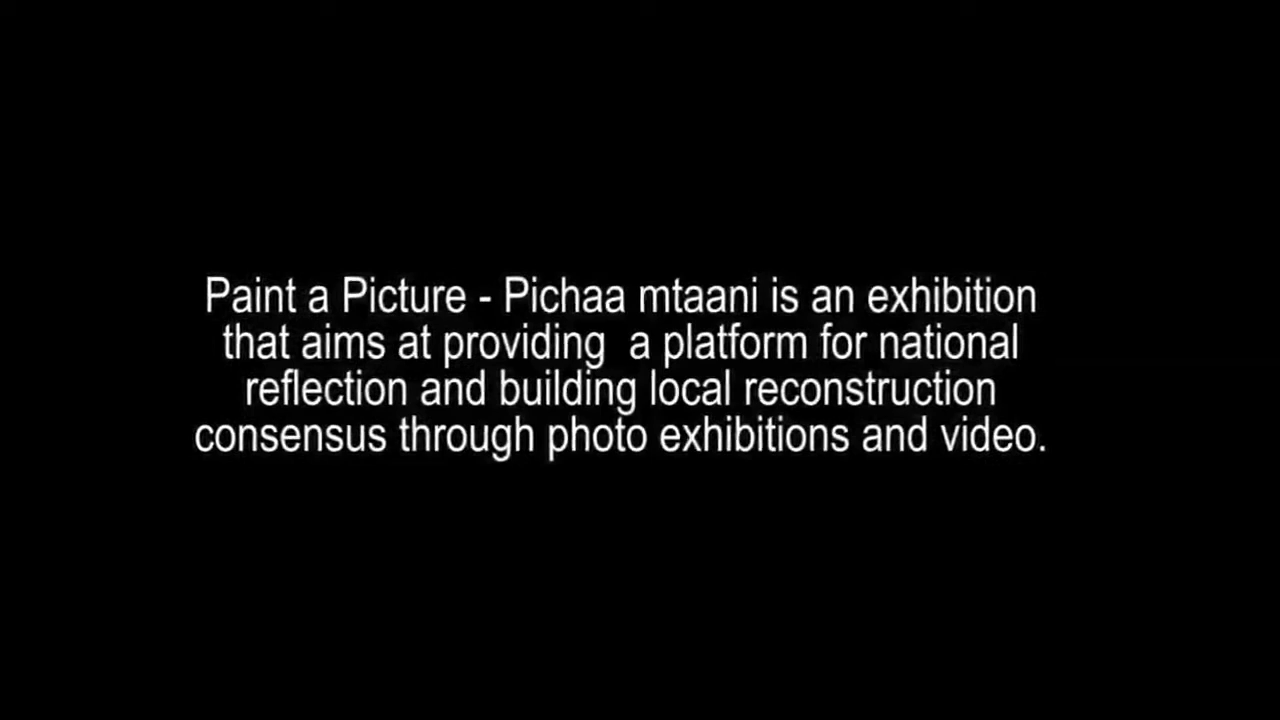 Paint a Picture - Pichaa mtaani is an exhibition
that aims at providing  a platform for national
reflection and building local reconstruction
consensus through photo exhibitions and video.